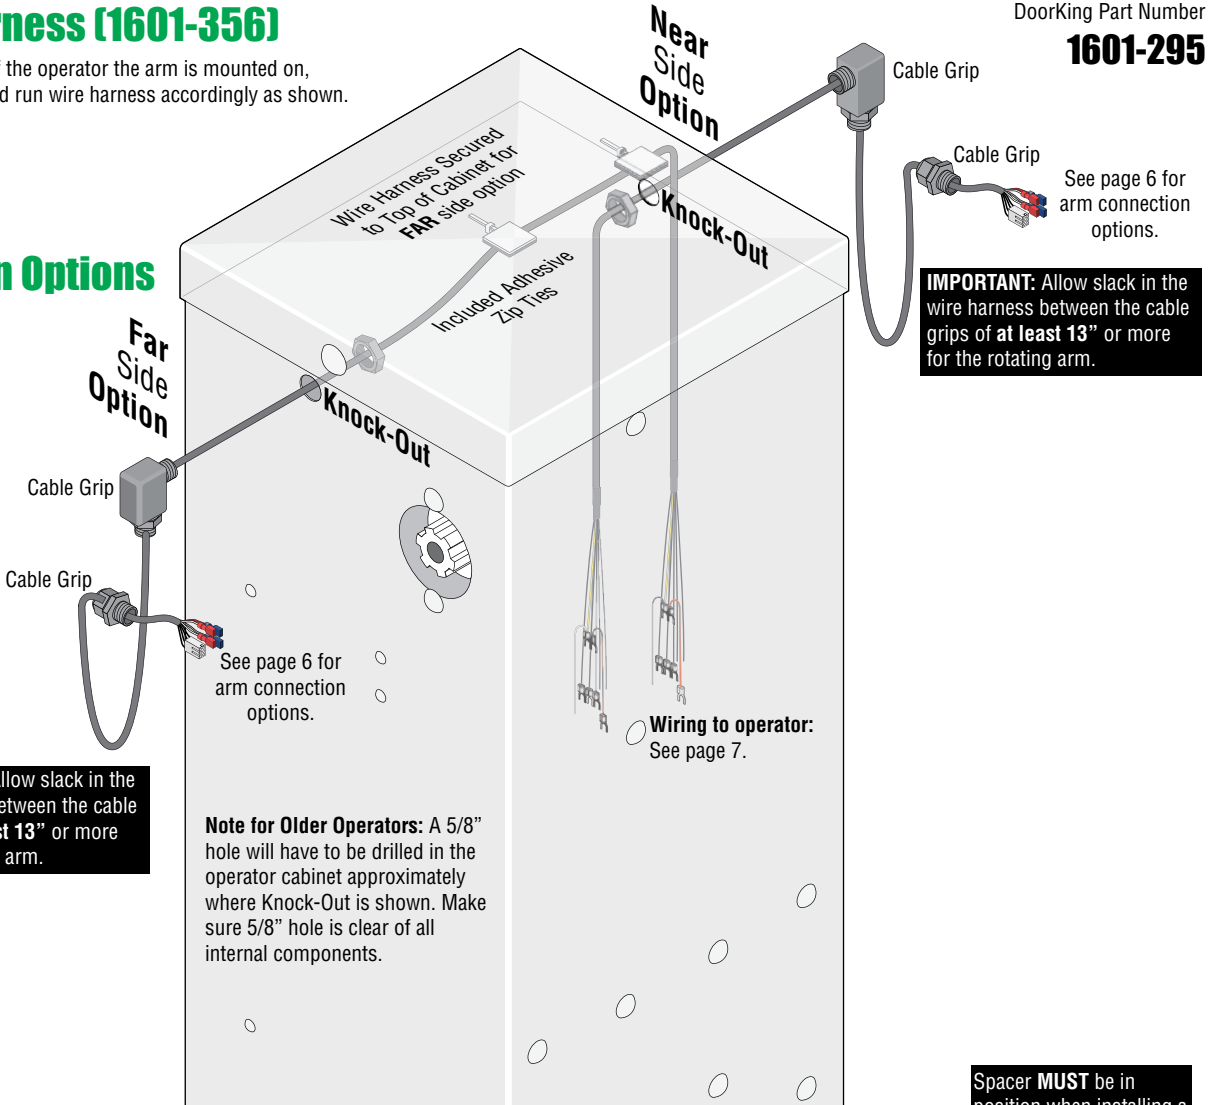 rness (1601-356)
f the operator the arm is mounted on,
d run wire harness accordingly as shown.
DoorKing Part Number
1601-295
Near
Side
Option
Cable Grip
Cable Grip
See page 6 for
arm connection
options.
Wire Harness Secured
to Top of Cabinet for
FAR side option
Knock-Out
Included Adhesive
Zip Ties
IMPORTANT: Allow slack in the
wire harness between the cable
grips of at least 13” or more
for the rotating arm.
n Options
Far
Side
Option
Knock-Out
Cable Grip
Cable Grip
See page 6 for
arm connection
options.
Wiring to operator:
See page 7.
llow slack in the
etween the cable
st 13” or more
arm.
Note for Older Operators: A 5/8”
hole will have to be drilled in the
operator cabinet approximately
where Knock-Out is shown. Make
sure 5/8” hole is clear of all
internal components.
Spacer MUST be in
position when installing a